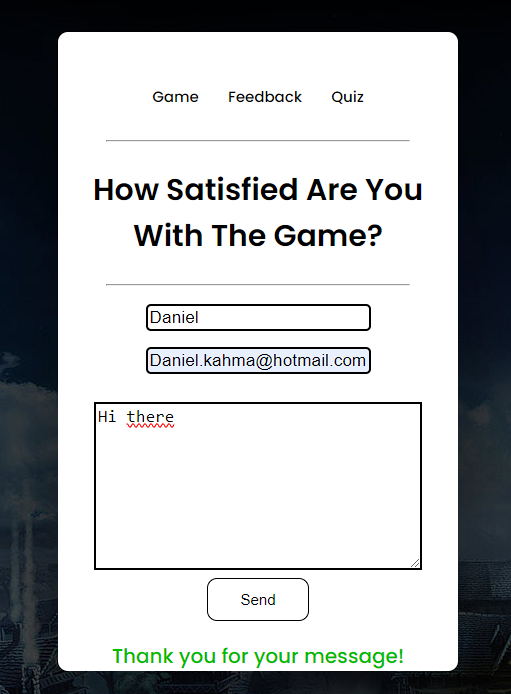 Game Feedback Quiz
How Satisfied Are You
With The Game?
Daniel
Daniel.kahma@hotmail.com
Hi there
Send
Thank you for your message!